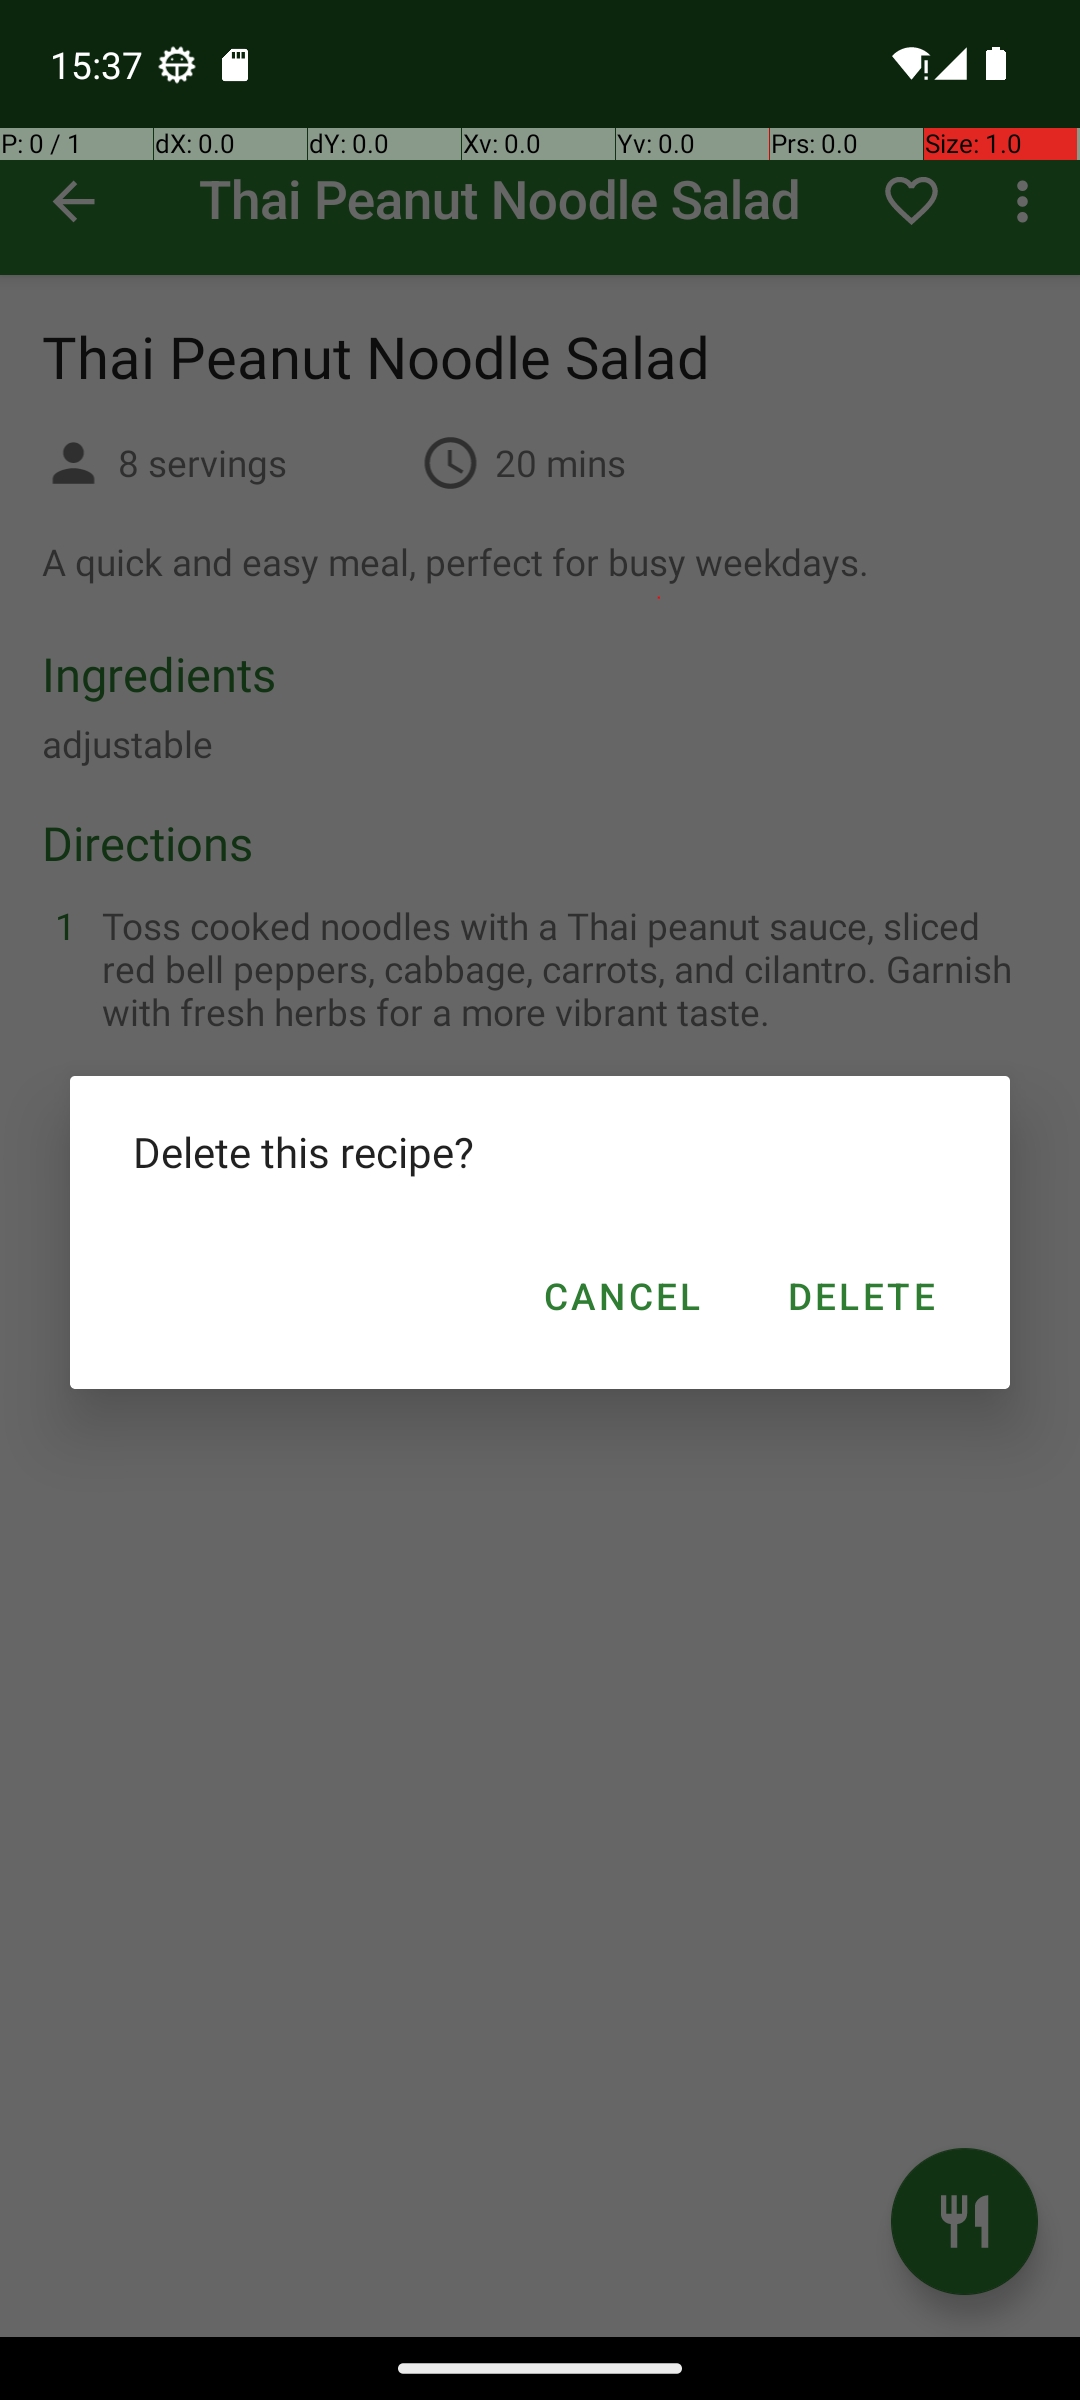 15:37
P: 0 / 1
dX: 0.0
dY: 0.0
Xv: 0.0
Yv: 0.0
Prs: 0.0
Size: 1.0
Thai Peanut Noodle Salad
Thai Peanut Noodle Salad
8 servings
20 mins
A quick and easy meal, perfect for busy weekdays.
Ingredients
adjustable
Directions
1 Toss cooked noodles with a Thai peanut sauce, sliced
red bell peppers, cabbage, carrots, and cilantro. Garnish
with fresh herbs for a more vibrant taste.
Delete this recipe?
CANCEL
DELETE